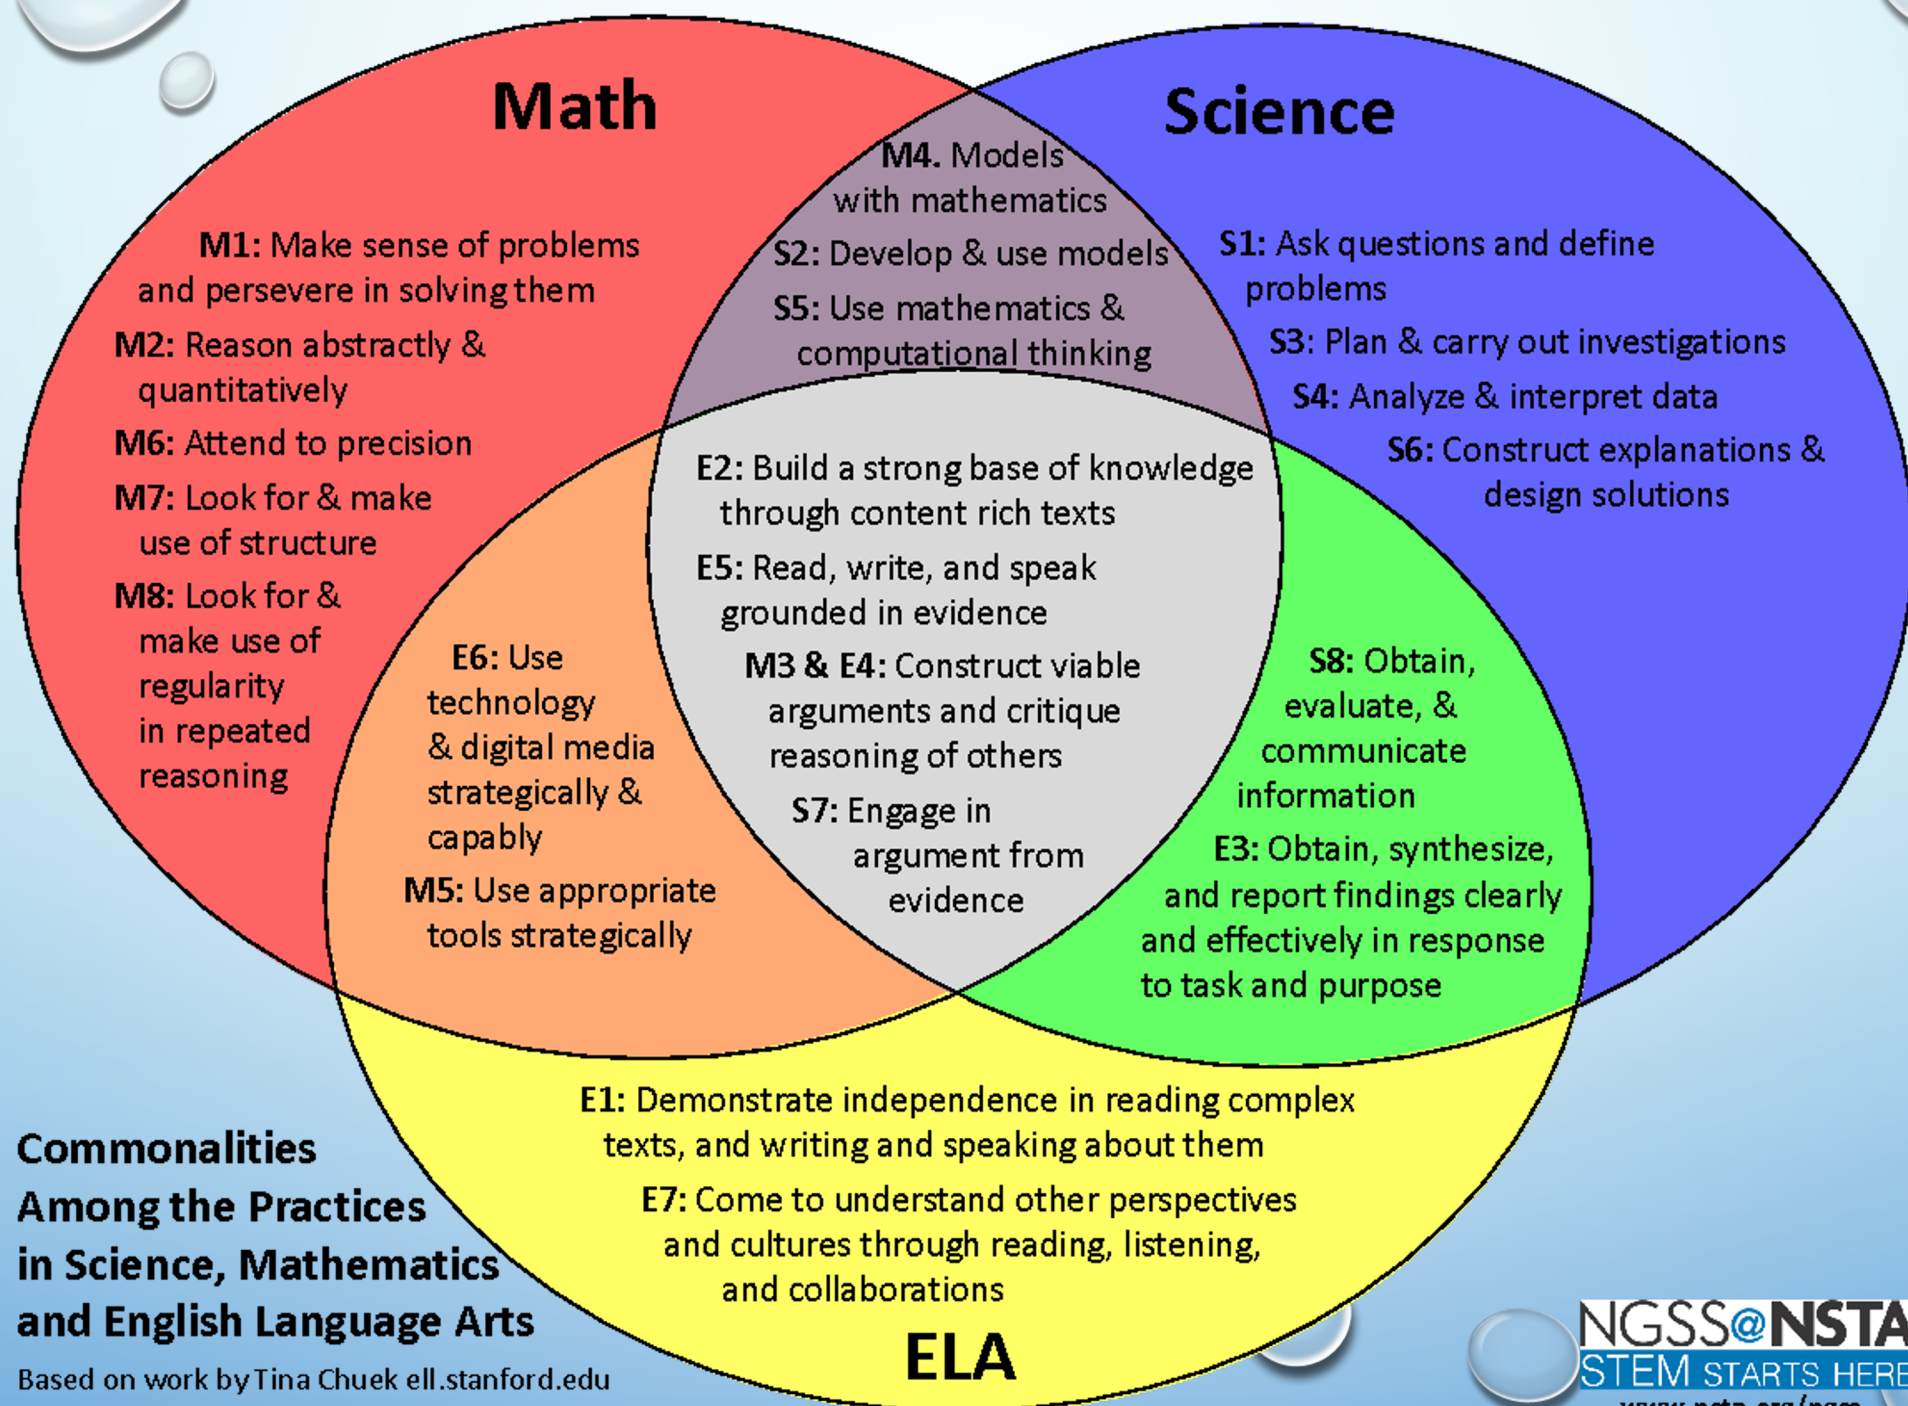 Math
Science
M4. Models
with mathematics
S2: Develop & use models
S5: Use mathematics &
computational thinking
M1: Make sense of problems
and persevere in solving them
M2: Reason abstractly &
quantitatively
M6: Attend to precision
M7: Look for & make
use of structure
M8: Look for &
make use of
regularity
in repeated
reasoning
S1: Ask questions and define
problems
S3: Plan & carry out investigations
S4: Analyze & interpret data
S6: Construct explanations &
design solutions
E2: Build a strong base of knowledge
through content rich texts
E5: Read, write, and speak
grounded in evidence
M3 & E4: Construct viable
arguments and critique
reasoning of others
S7: Engage in
argument from
evidence
E6: Use
technology
& digital media
strategically &
capably
M5: Use appropriate
tools strategically
S8: Obtain,
evaluate, &
communicate
information
E3: Obtain, synthesize,
and report findings clearly
and effectively in response
to task and purpose
E1: Demonstrate independence in reading complex
texts, and writing and speaking about them
E7: Come to understand other perspectives
and cultures through reading, listening,
and collaborations
ELA
Commonalities
Among the Practices
in Science, Mathematics
and English Language Arts
Based on work by Tina Chuek ell.stanford.edu
NGSS@NSTA
STEM STARTS HERE